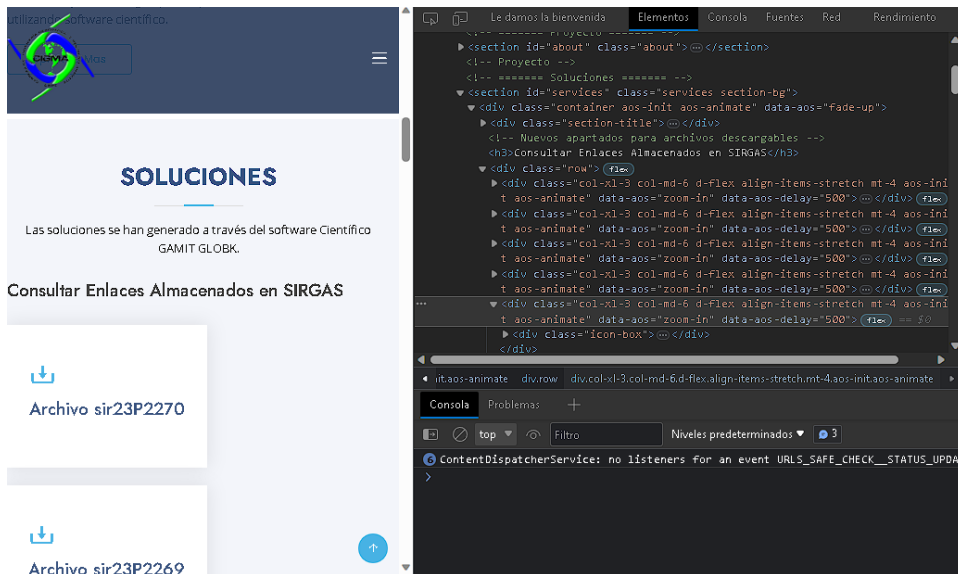 utilizando software científico.
Más
CIGMA
SOLUCIONES
Las soluciones se han generado a través del software Científico
GAMIT GLOBK.
Consultar Enlaces Almacenados en SIRGAS
Archivo sir23P2270
Archivo sir23P2269
Le damos la bienvenida Elementos Consola Fuentes Red Rendimiento
<!-- ======= Proyecto ======= -->
<section id="about" class="about">…</section>
<!-- Proyecto -->
<!-- ======= Soluciones ======= -->
<section id="services" class="services section-bg">
<div class="container aos-init aos-animate" data-aos="fade-up">
<div class="section-title">…</div>
<!-- Nuevos apartados para archivos descargables -->
<h3>Consultar Enlaces Almacenados en SIRGAS</h3>
<div class="row"> flex
<div class="col-xl-3 col-md-6 d-flex align-items-stretch mt-4 aos-ini
t aos-animate" data-aos="zoom-in" data-aos-delay="500">…</div> flex
<div class="col-xl-3 col-md-6 d-flex align-items-stretch mt-4 aos-ini
t aos-animate" data-aos="zoom-in" data-aos-delay="500">…</div> flex
<div class="col-xl-3 col-md-6 d-flex align-items-stretch mt-4 aos-ini
t aos-animate" data-aos="zoom-in" data-aos-delay="500">…</div> flex
<div class="col-xl-3 col-md-6 d-flex align-items-stretch mt-4 aos-ini
t aos-animate" data-aos="zoom-in" data-aos-delay="500">…</div> flex
<div class="col-xl-3 col-md-6 d-flex align-items-stretch mt-4 aos-ini
t aos-animate" data-aos="zoom-in" data-aos-delay="500"> flex == $0
<div class="icon-box">…</div>
</div>
nit.aos-animate div.row div.col-xl-3.col-md-6.d-flex.align-items-stretch.mt-4.aos-init.aos-animate
Consola Problemas
top Filtro Niveles predeterminados 3
6 ContentDispatcherService: no listeners for an event URLS_SAFE_CHECK__STATUS_UPDA